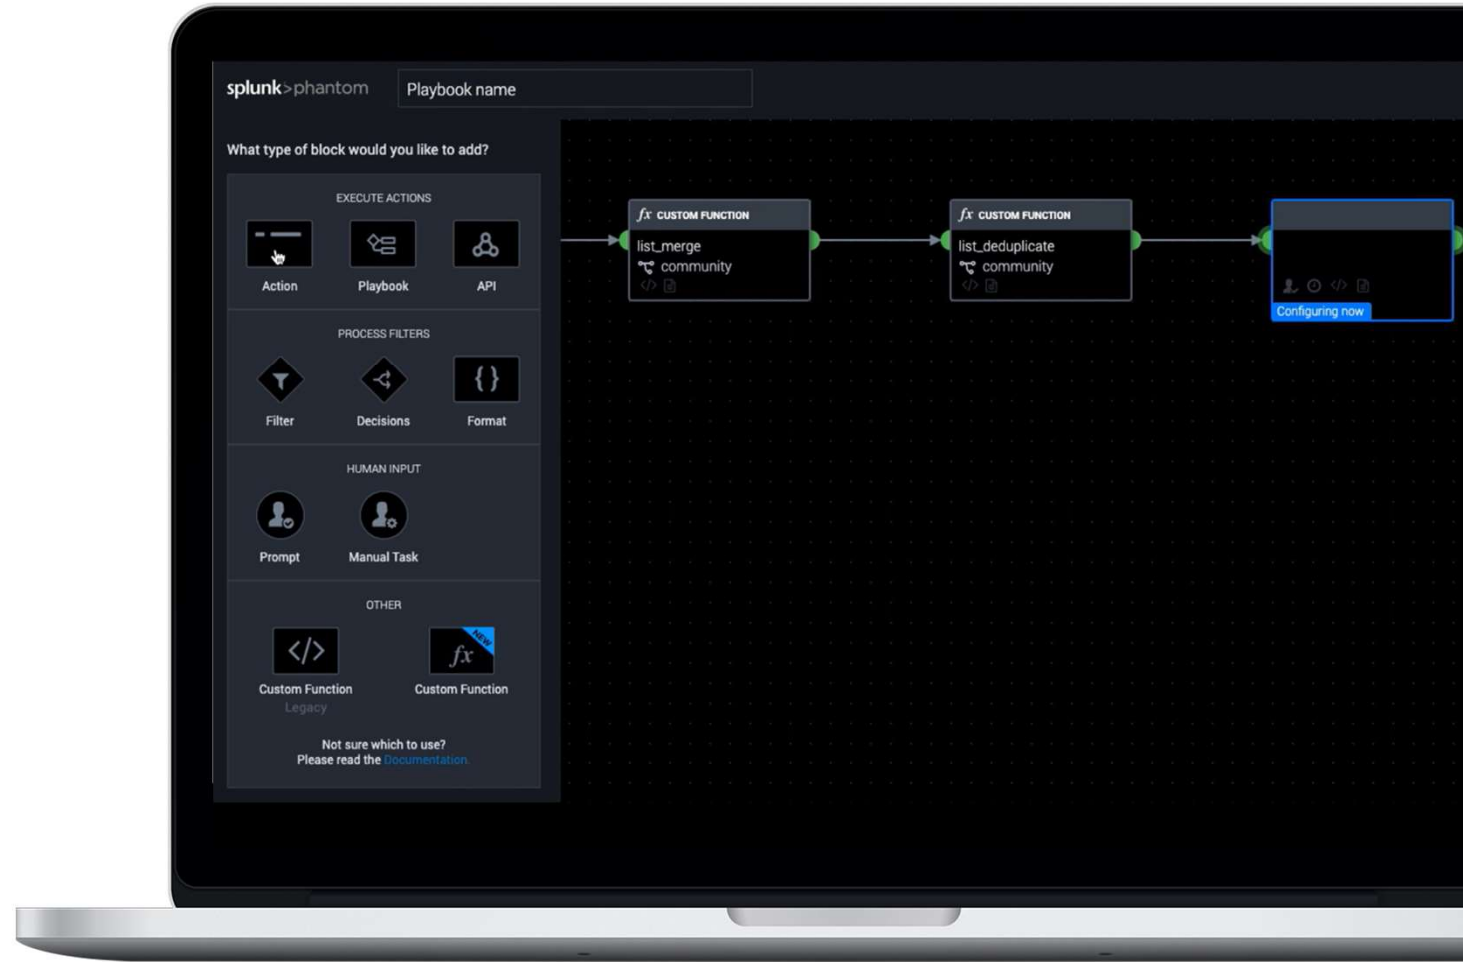 splunk>phantom
Playbook name
What type of block would you like to add?
EXECUTE ACTIONS
Action
Playbook
API
PROCESS FILTERS
Filter
Decisions
Format
HUMAN INPUT
Prompt
Manual Task
OTHER
NEW
Custom Function
Legacy
Custom Function
Not sure which to use?
Please read the Documentation.
fx CUSTOM FUNCTION
list_merge
community
fx CUSTOM FUNCTION
list_deduplicate
community
Configuring now